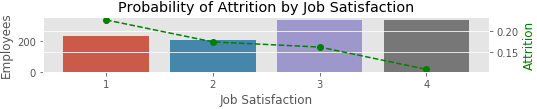 Probability of Attrition by Job Satisfaction
Employees
200
0
0.20
0.15
Attrition
1 2 3 4
Job Satisfaction